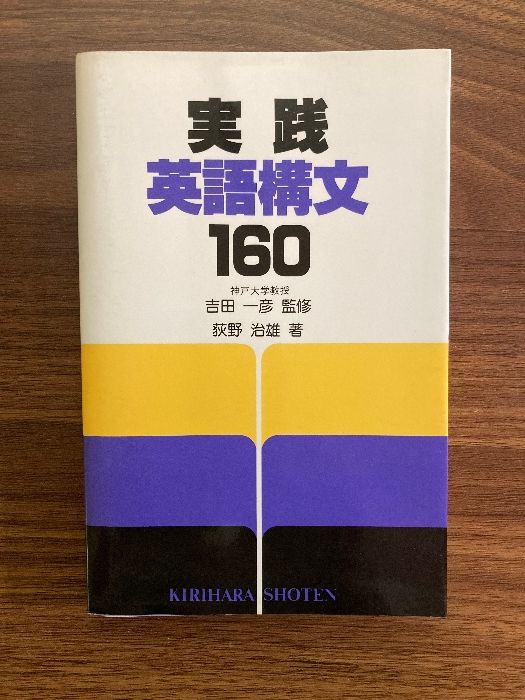 実践
英語構文
160
神戸大学教授
吉田 一彦 監修
荻野 治雄 著
KIRIHARA SHOTEN